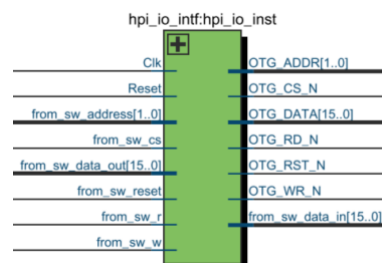 hpi_io_intf:hpi_io_inst
Clk
Reset
from_sw_address[1..0]
from_sw_cs
from_sw_data_out[15..0]
from_sw_reset
from_sw_r
from_sw_w
OTG_ADDR[1..0]
OTG_CS_N
OTG_DATA[15..0]
OTG_RD_N
OTG_RST_N
OTG_WR_N
from_sw_data_in[15..0]